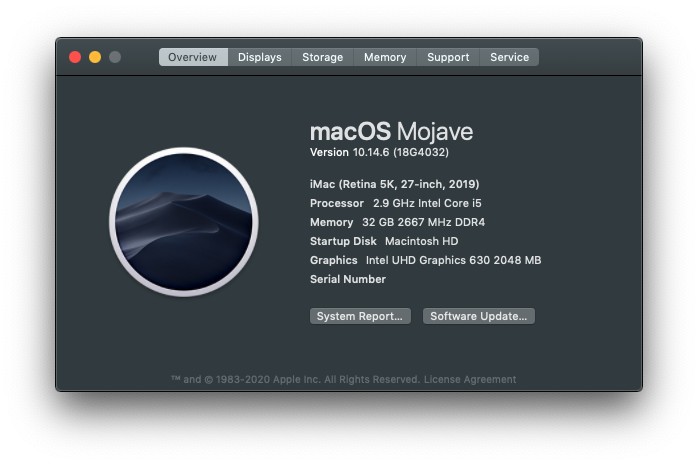 Overview Displays Storage Memory Support Service
macOS Mojave
Version 10.14.6 (18G4032)
iMac (Retina 5K, 27-inch, 2019)
Processor 2.9 GHz Intel Core i5
Memory 32 GB 2667 MHz DDR4
Startup Disk Macintosh HD
Graphics Intel UHD Graphics 630 2048 MB
Serial Number
System Report... Software Update...
™ and © 1983-2020 Apple Inc. All Rights Reserved. License Agreement